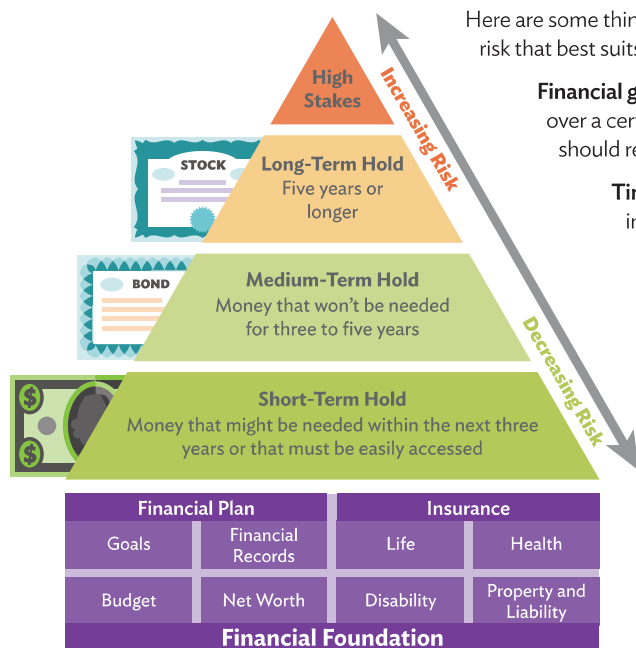 Here are some thin
risk that best suits
Financial g
over a cert
should re
Tir
in
High
Stakes
Increasing Risk
STOCK
Long-Term Hold
Five years or
longer
BOND
Medium-Term Hold
Money that won't be needed
for three to five years
Decreasing Risk
$
$
Short-Term Hold
Money that might be needed within the next three
years or that must be easily accessed
Financial Plan
Insurance
Goals
Financial
Records
Life
Health
Budget
Net Worth
Disability
Property and
Liability
Financial Foundation